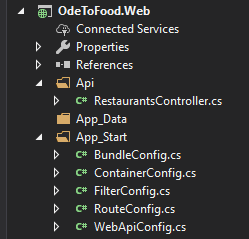 OdeToFood.Web
Connected Services
Properties
References
Api
C# RestaurantsController.cs
App_Data
App_Start
C# BundleConfig.cs
C# ContainerConfig.cs
C# FilterConfig.cs
C# RouteConfig.cs
C# WebApiConfig.cs